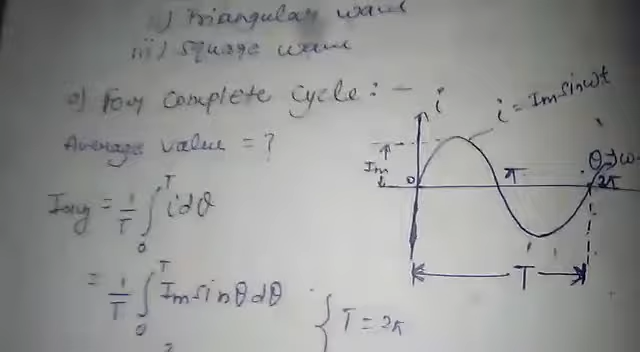 ii) Triangular wave
iii) Square wave
a) For complete cycle : -
Average value = ?
Iavg = 1/T ∫₀ᵀ i dθ
= 1/T ∫₀ᵀ Im sinθ dθ
{ T = 2π
i
i = Im sin ωt
Im
0
π
2π
T